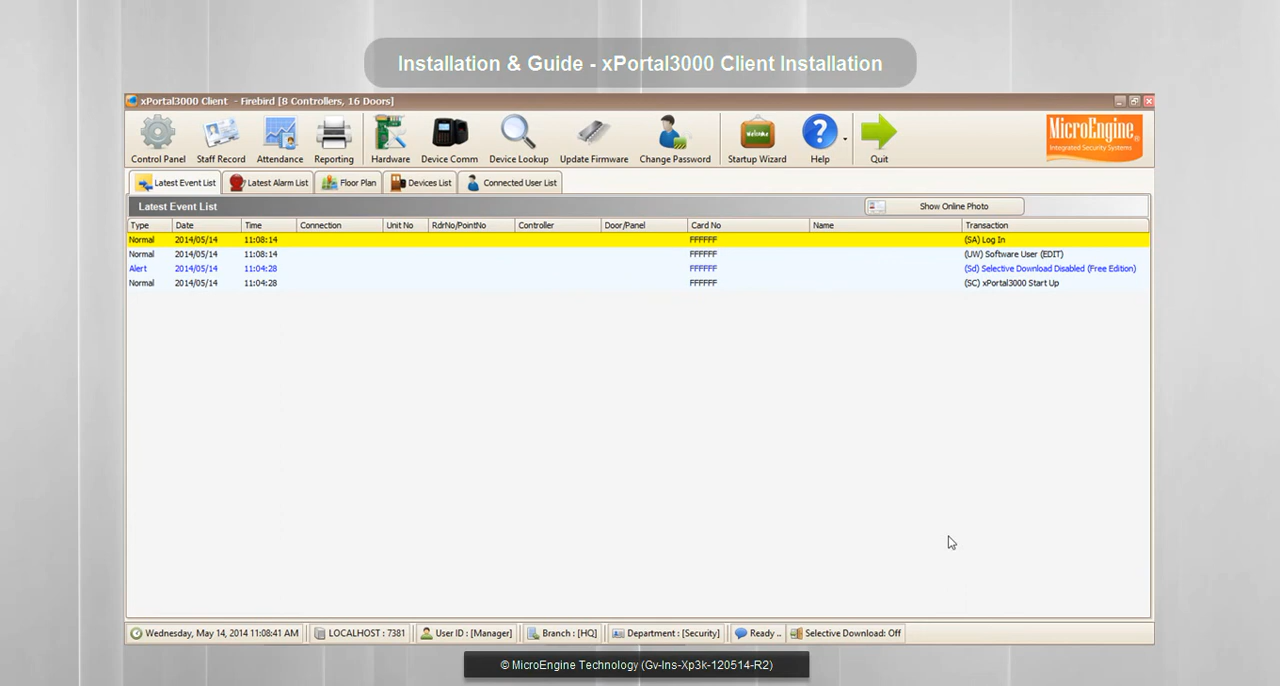 Installation & Guide - xPortal3000 Client Installation
xPortal3000 Client - Firebird [8 Controllers, 16 Doors]
Control Panel Staff Record Attendance Reporting Hardware Device Comm Device Lookup Update Firmware Change Password Startup Wizard Help Quit
Welcome
MicroEngine
Integrated Security Systems
Latest Event List Latest Alarm List Floor Plan Devices List Connected User List
Latest Event List Show Online Photo
Type Date Time Connection Unit No RdrNo/PointNo Controller Door/Panel Card No Name Transaction
Normal 2014/05/14 11:08:14 FFFFFF (SA) Log In
Normal 2014/05/14 11:08:14 FFFFFF (UW) Software User (EDIT)
Alert 2014/05/14 11:04:28 FFFFFF (Sd) Selective Download Disabled (Free Edition)
Normal 2014/05/14 11:04:28 FFFFFF (SC) xPortal3000 Start Up
Wednesday, May 14, 2014 11:08:41 AM LOCALHOST : 7381 User ID : [Manager] Branch : [HQ] Department : [Security] Ready .. Selective Download: Off
© MicroEngine Technology (Gv-Ins-Xp3k-120514-R2)